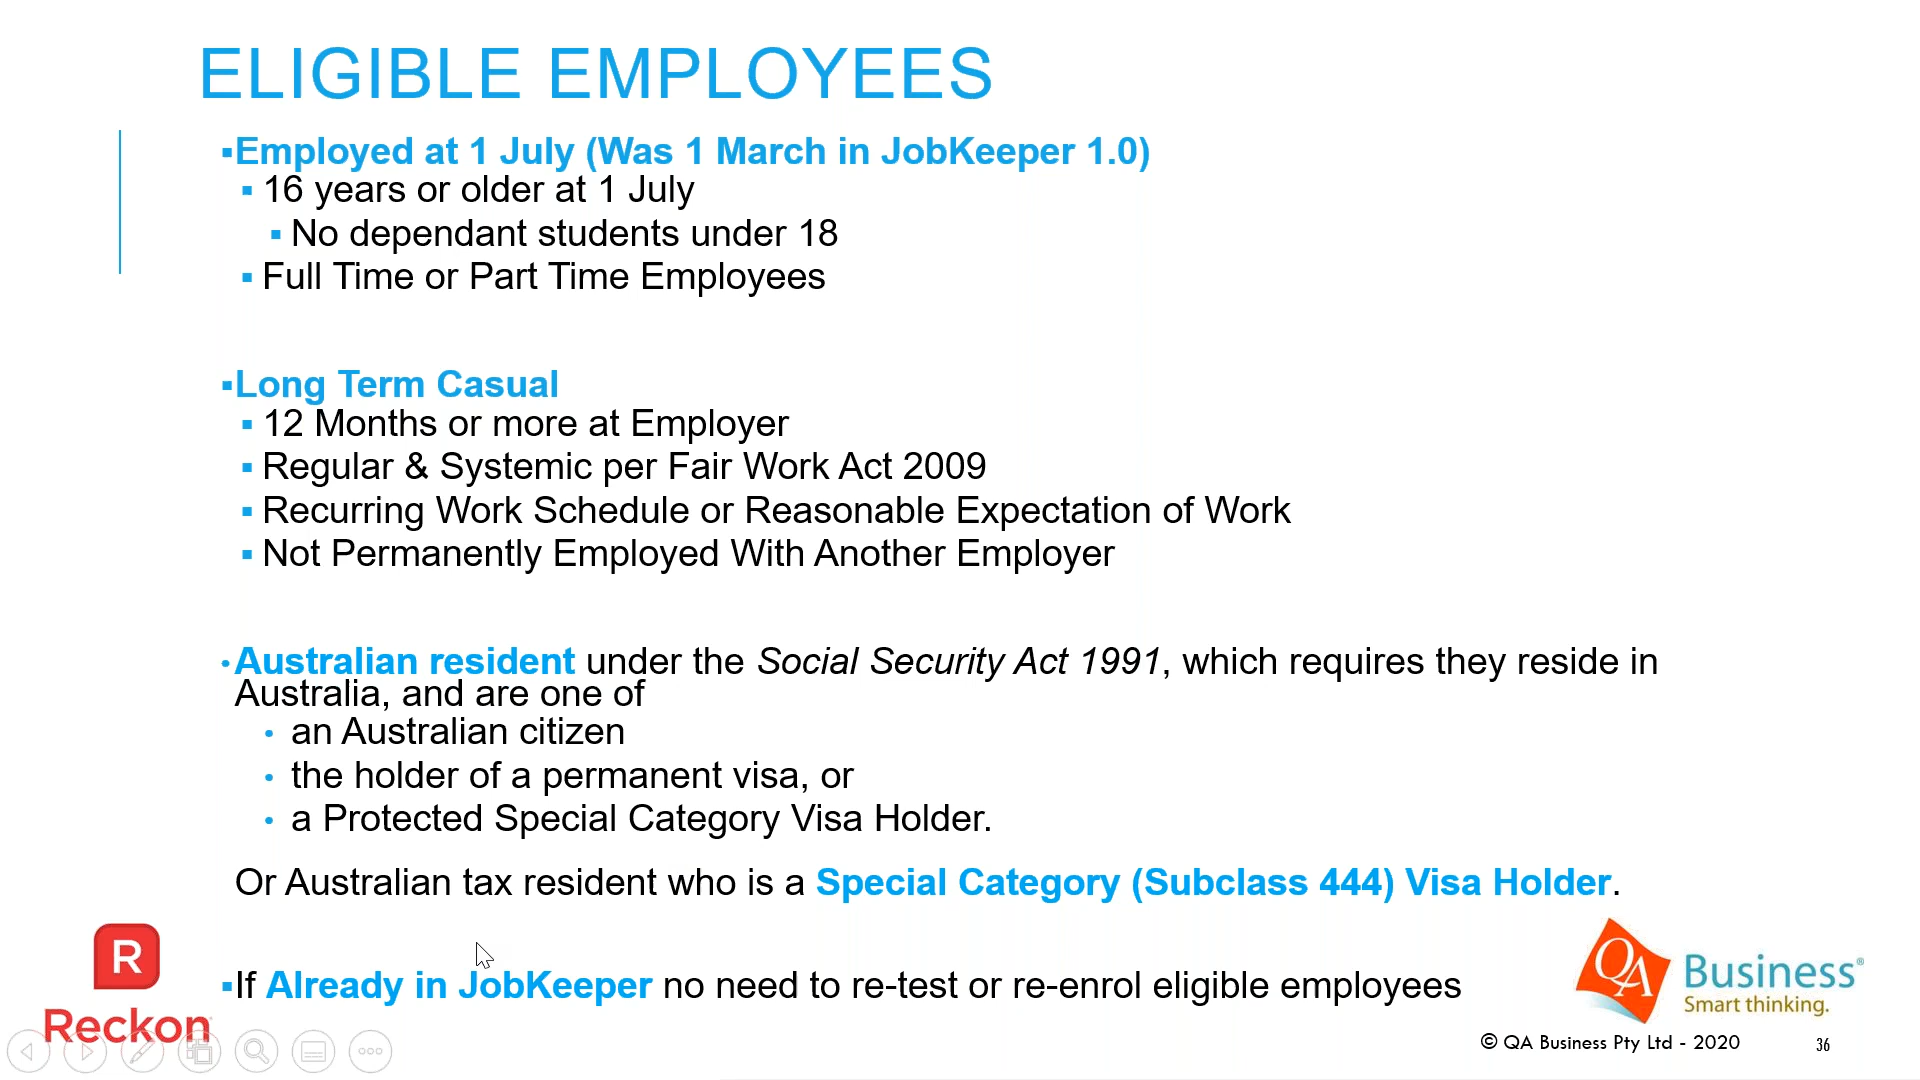 ELIGIBLE EMPLOYEES
Employed at 1 July (Was 1 March in JobKeeper 1.0)
16 years or older at 1 July
No dependant students under 18
Full Time or Part Time Employees
Long Term Casual
12 Months or more at Employer
Regular & Systemic per Fair Work Act 2009
Recurring Work Schedule or Reasonable Expectation of Work
Not Permanently Employed With Another Employer
Australian resident under the Social Security Act 1991, which requires they reside in
Australia, and are one of
an Australian citizen
the holder of a permanent visa, or
a Protected Special Category Visa Holder.
Or Australian tax resident who is a Special Category (Subclass 444) Visa Holder.
If Already in JobKeeper no need to re-test or re-enrol eligible employees
R
Reckon
QA Business®
Smart thinking.
© QA Business Pty Ltd - 2020
36